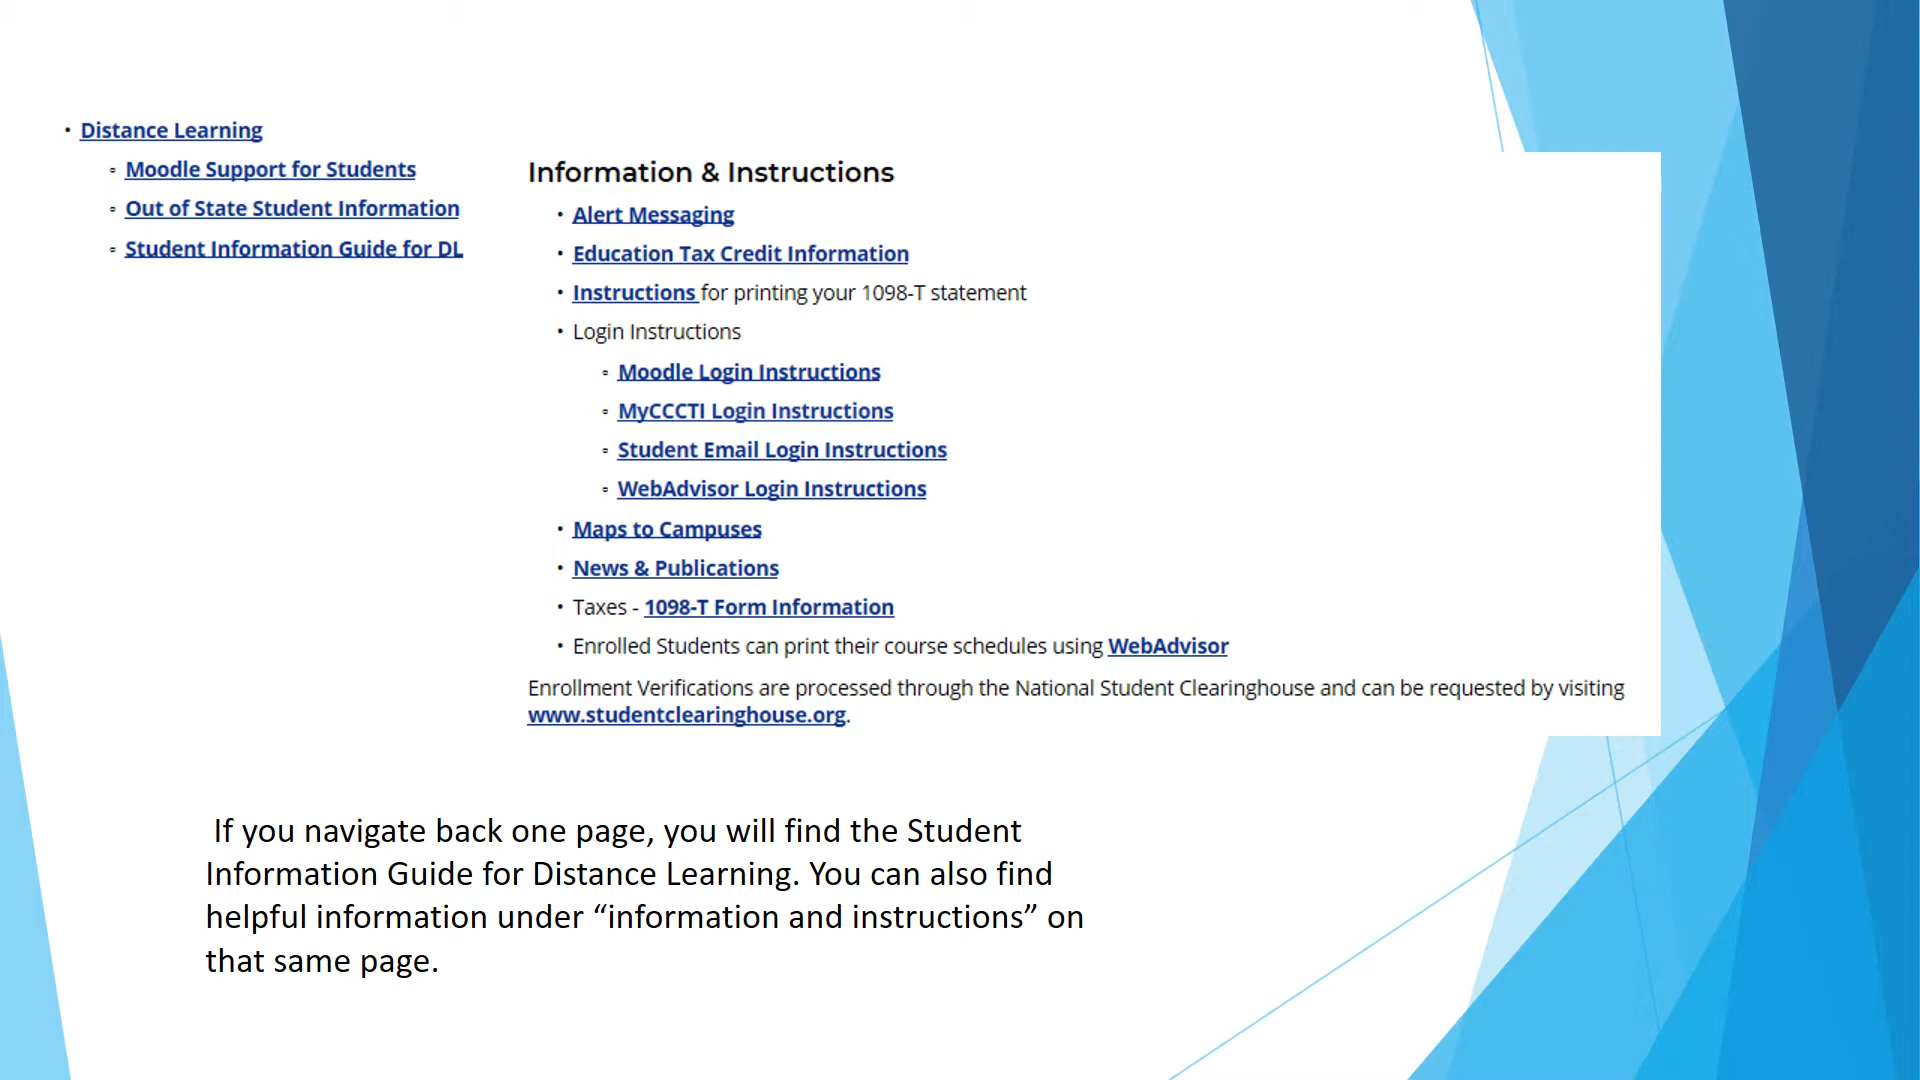 • Distance Learning
◦ Moodle Support for Students
◦ Out of State Student Information
◦ Student Information Guide for DL
Information & Instructions
• Alert Messaging
• Education Tax Credit Information
• Instructions for printing your 1098-T statement
• Login Instructions
◦ Moodle Login Instructions
◦ MyCCCTI Login Instructions
◦ Student Email Login Instructions
◦ WebAdvisor Login Instructions
• Maps to Campuses
• News & Publications
• Taxes - 1098-T Form Information
• Enrolled Students can print their course schedules using WebAdvisor
Enrollment Verifications are processed through the National Student Clearinghouse and can be requested by visiting
www.studentclearinghouse.org.
If you navigate back one page, you will find the Student
Information Guide for Distance Learning. You can also find
helpful information under “information and instructions” on
that same page.